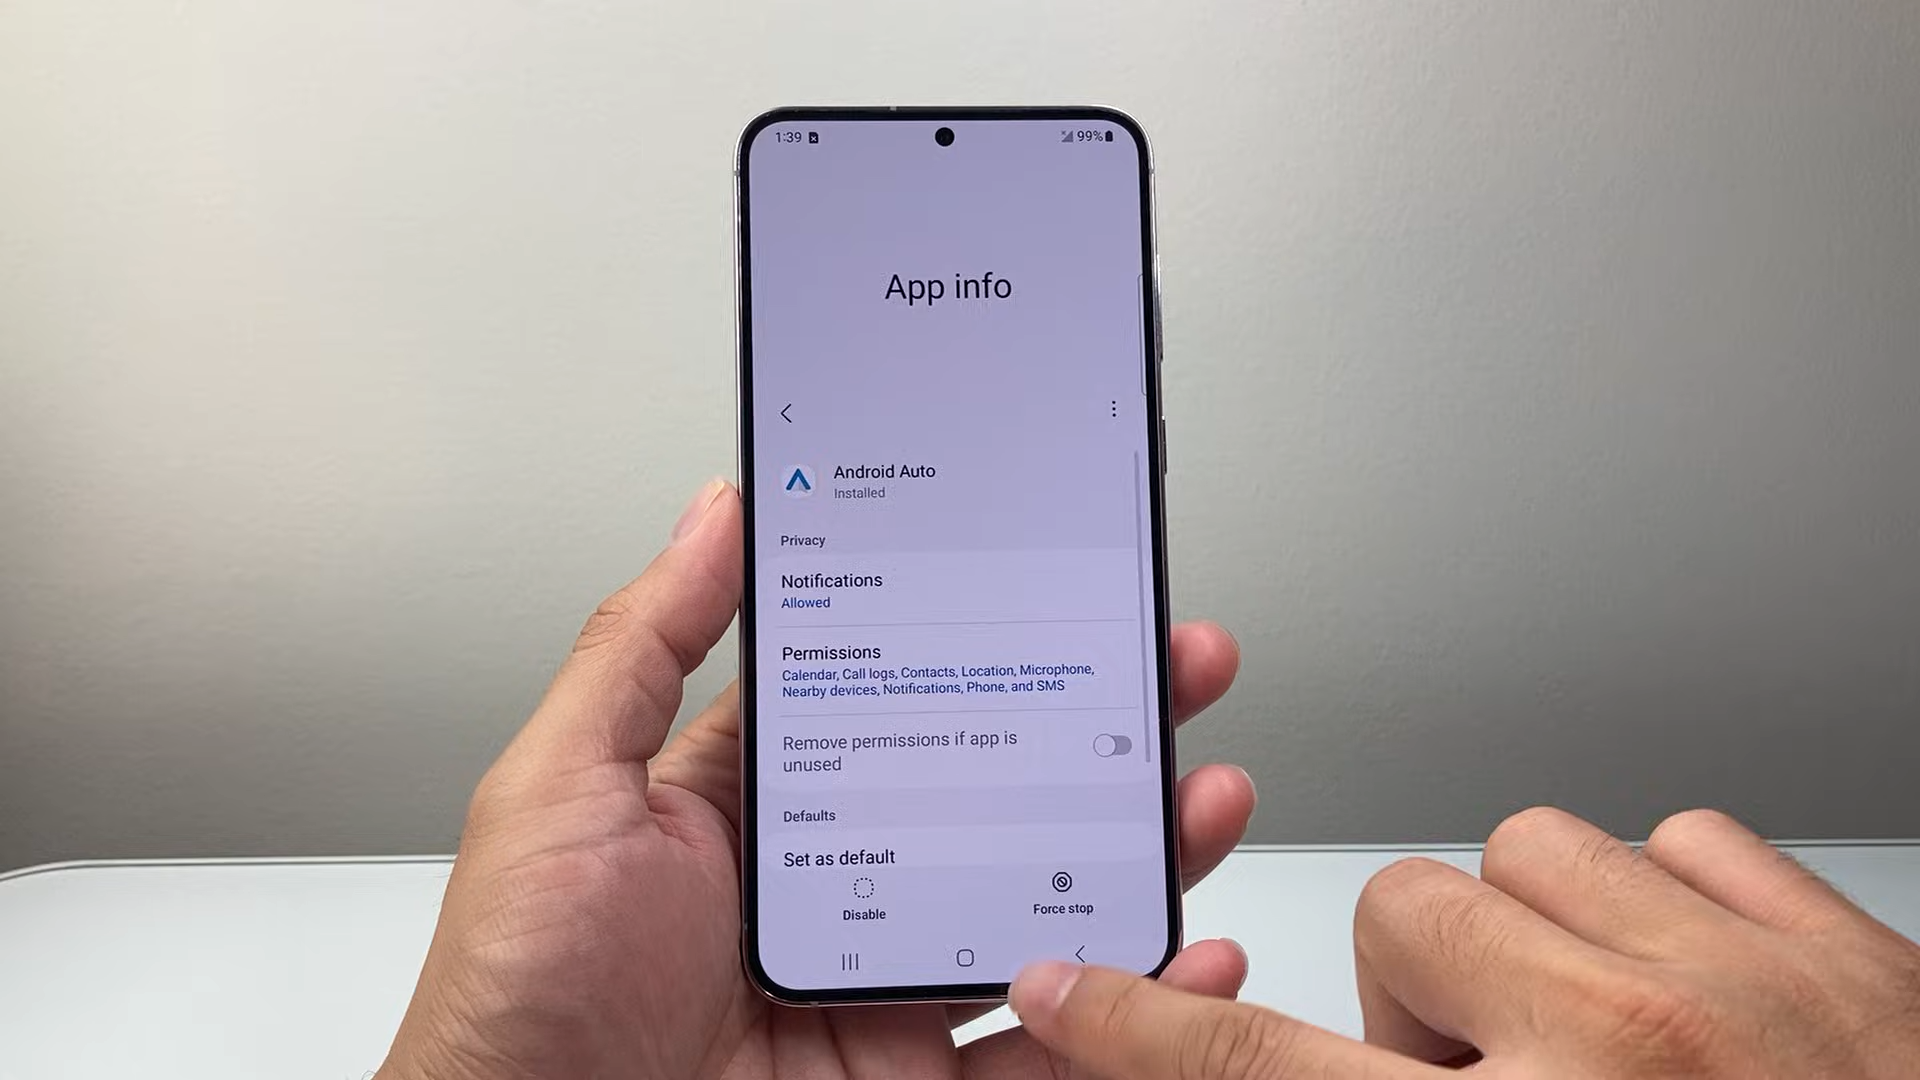 1:39
99%
App info
Android Auto
Installed
Privacy
Notifications
Allowed
Permissions
Calendar, Call logs, Contacts, Location, Microphone,
Nearby devices, Notifications, Phone, and SMS
Remove permissions if app is
unused
Defaults
Set as default
Disable
Force stop